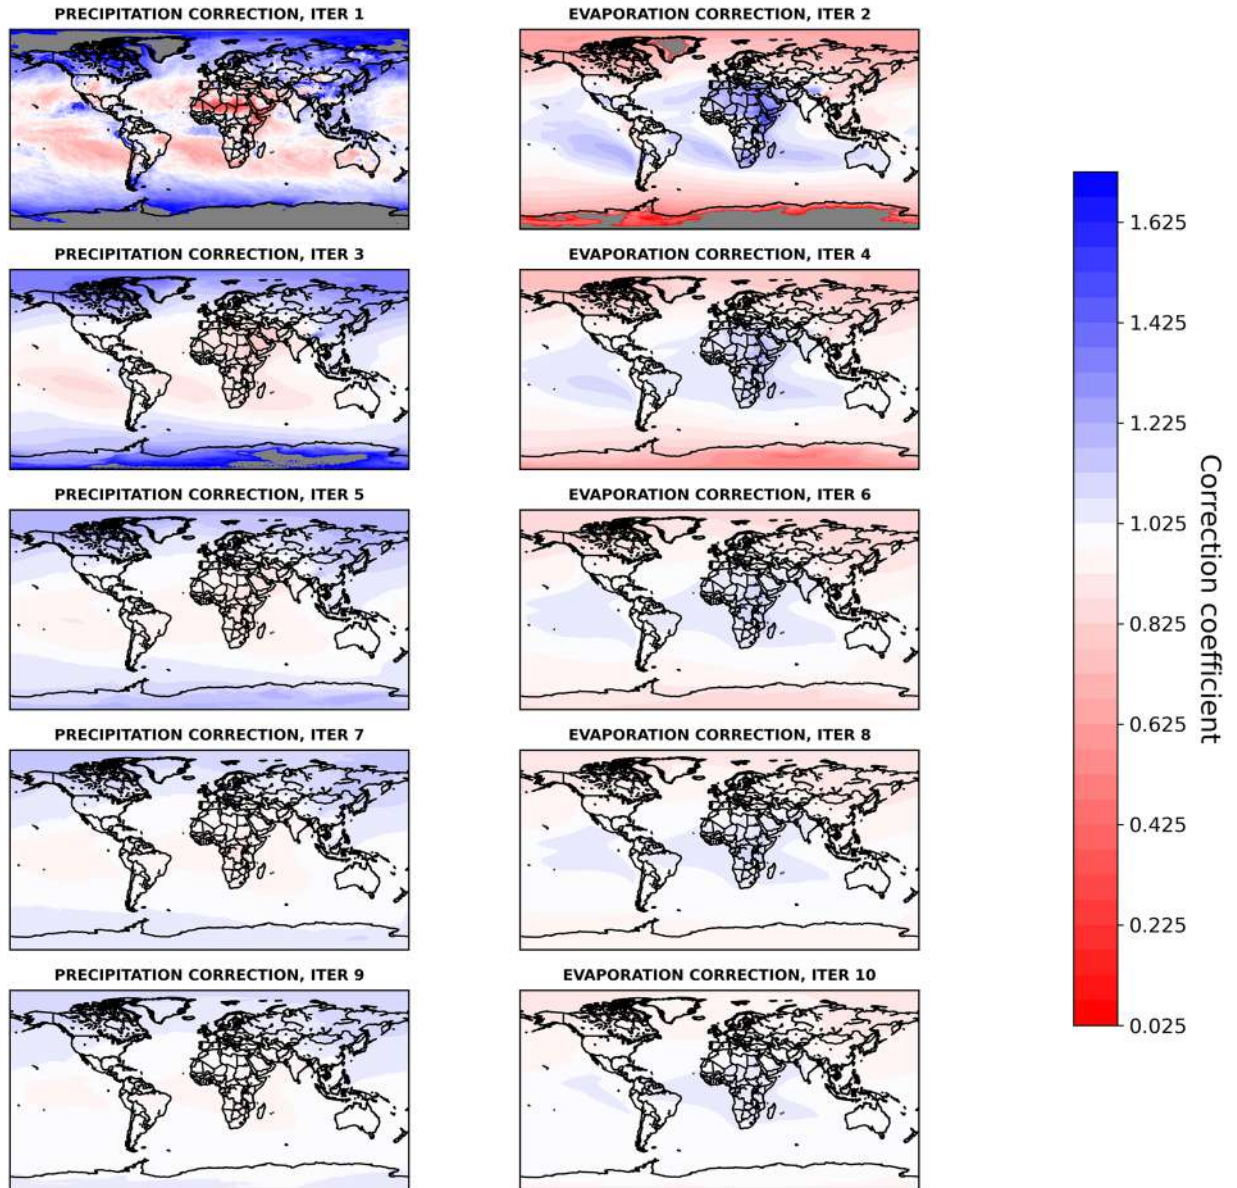 PRECIPITATION CORRECTION, ITER 1
EVAPORATION CORRECTION, ITER 2
PRECIPITATION CORRECTION, ITER 3
EVAPORATION CORRECTION, ITER 4
PRECIPITATION CORRECTION, ITER 5
EVAPORATION CORRECTION, ITER 6
PRECIPITATION CORRECTION, ITER 7
EVAPORATION CORRECTION, ITER 8
PRECIPITATION CORRECTION, ITER 9
EVAPORATION CORRECTION, ITER 10
1.625
1.425
1.225
1.025
0.825
0.625
0.425
0.225
0.025
Correction coefficient